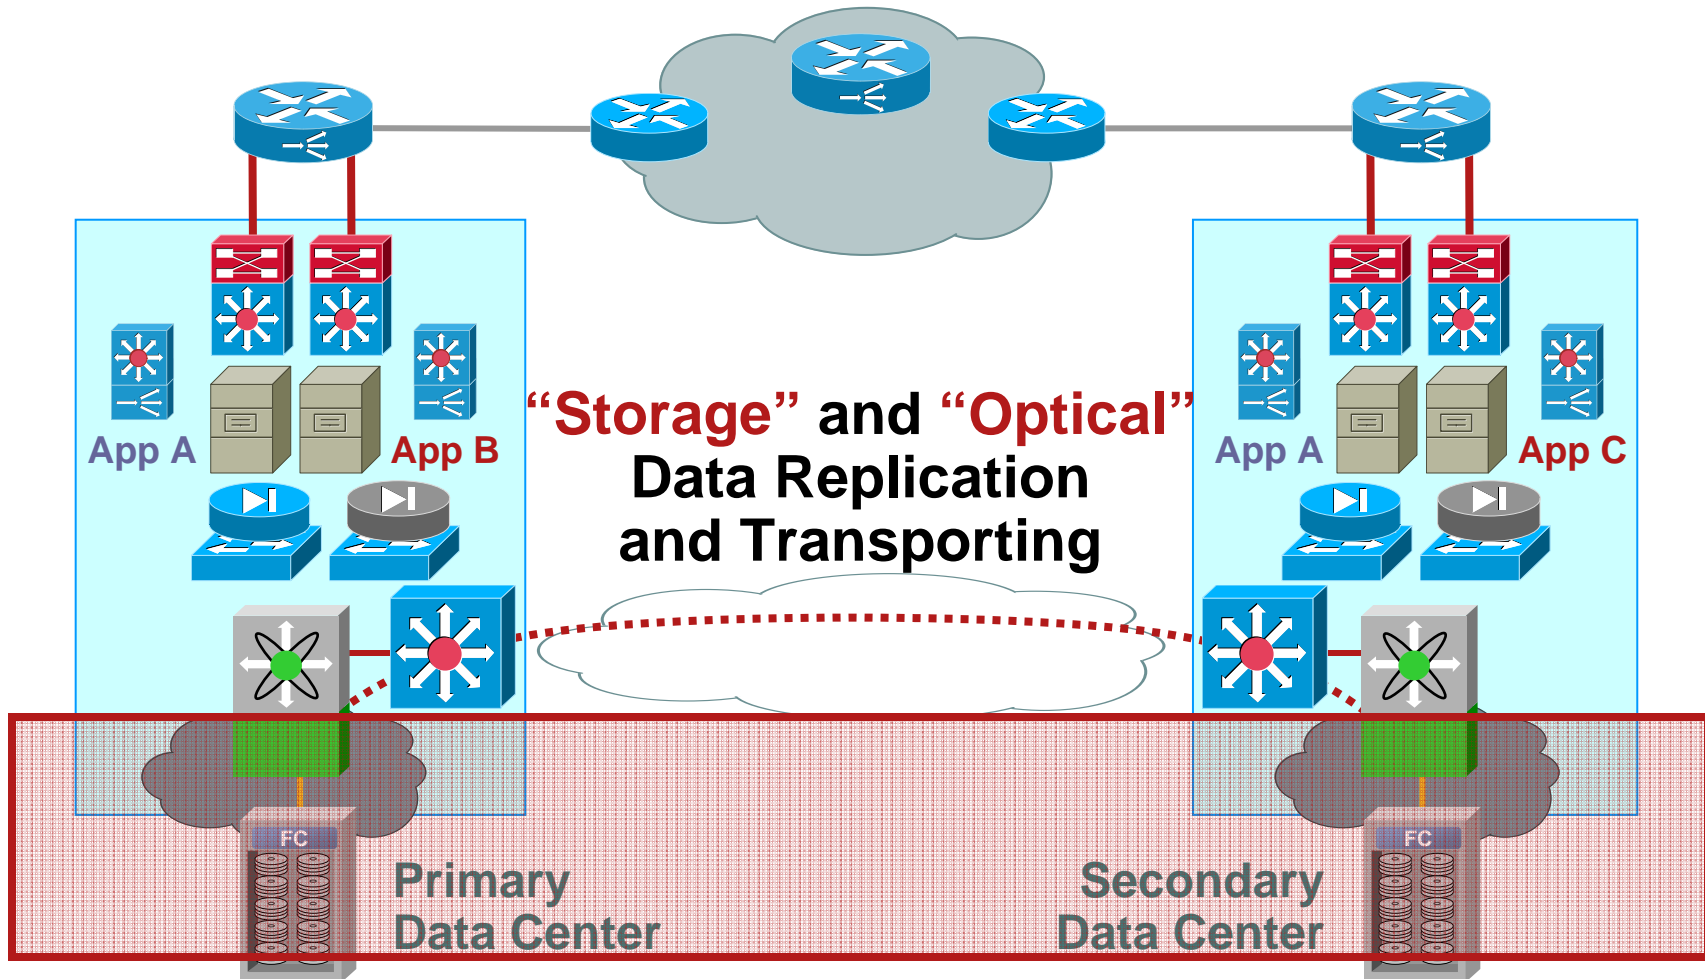 App A
App B
“Storage” and “Optical”
Data Replication
and Transporting
App A
App C
FC
Primary
Data Center
FC
Secondary
Data Center